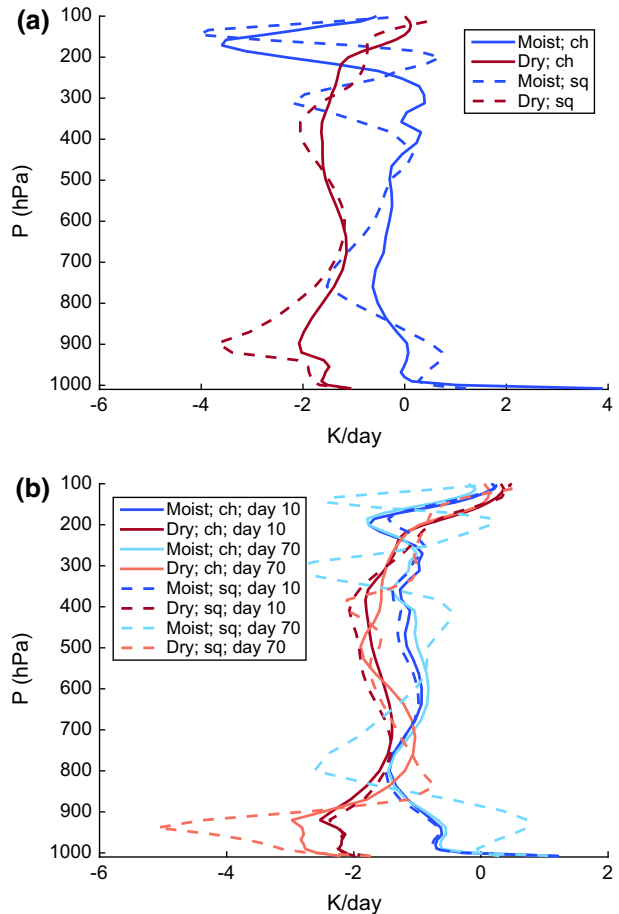 (a)
100
200
300
400
500
600
700
800
900
1000
P (hPa)
-6
-4
-2
0
2
4
K/day
Moist; ch
Dry; ch
Moist; sq
Dry; sq
(b)
100
200
300
400
500
600
700
800
900
1000
P (hPa)
-6
-4
-2
0
2
K/day
Moist; ch; day 10
Dry; ch; day 10
Moist; ch; day 70
Dry; ch; day 70
Moist; sq; day 10
Dry; sq; day 10
Moist; sq; day 70
Dry; sq; day 70